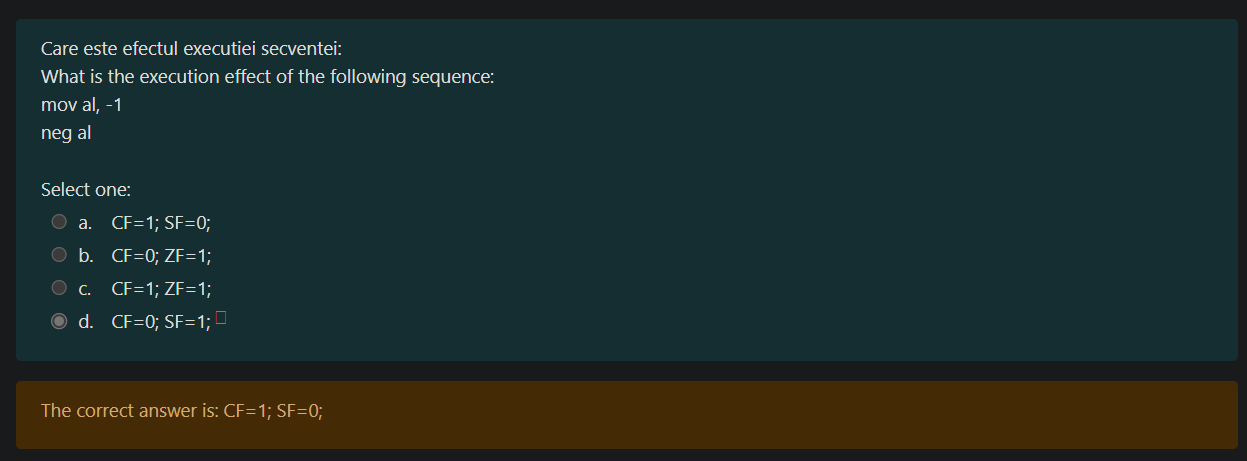 Care este efectul executiei secventei:
What is the execution effect of the following sequence:
mov al, -1
neg al
Select one:
a. CF=1; SF=0;
b. CF=0; ZF=1;
c. CF=1; ZF=1;
d. CF=0; SF=1;
The correct answer is: CF=1; SF=0;